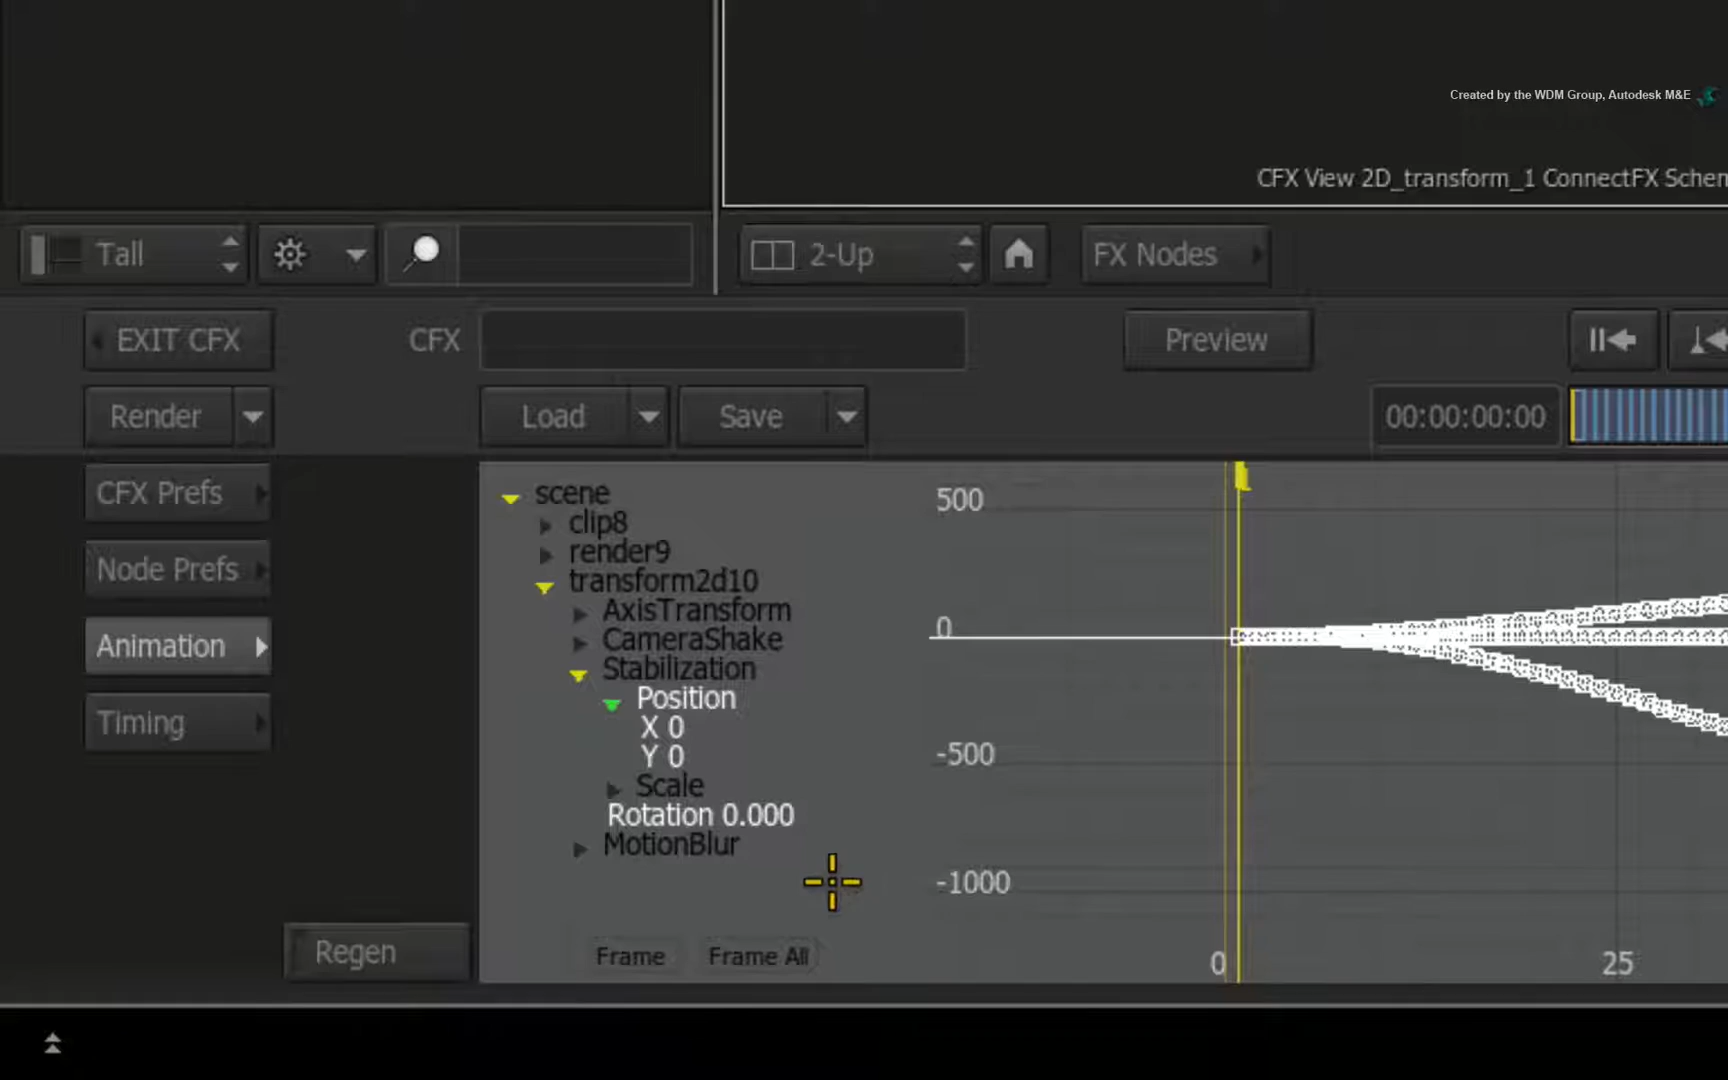 Created by the WDM Group, Autodesk M&E
CFX View 2D_transform_1 ConnectFX Schem
Tall
2-Up
FX Nodes
EXIT CFX
CFX
Preview
Render
Load
Save
00:00:00:00
CFX Prefs
Node Prefs
Animation
Timing
Regen
scene
clip8
render9
transform2d10
AxisTransform
CameraShake
Stabilization
Position
X 0
Y 0
Scale
Rotation 0.000
MotionBlur
Frame
Frame All
500
0
-500
-1000
0
25